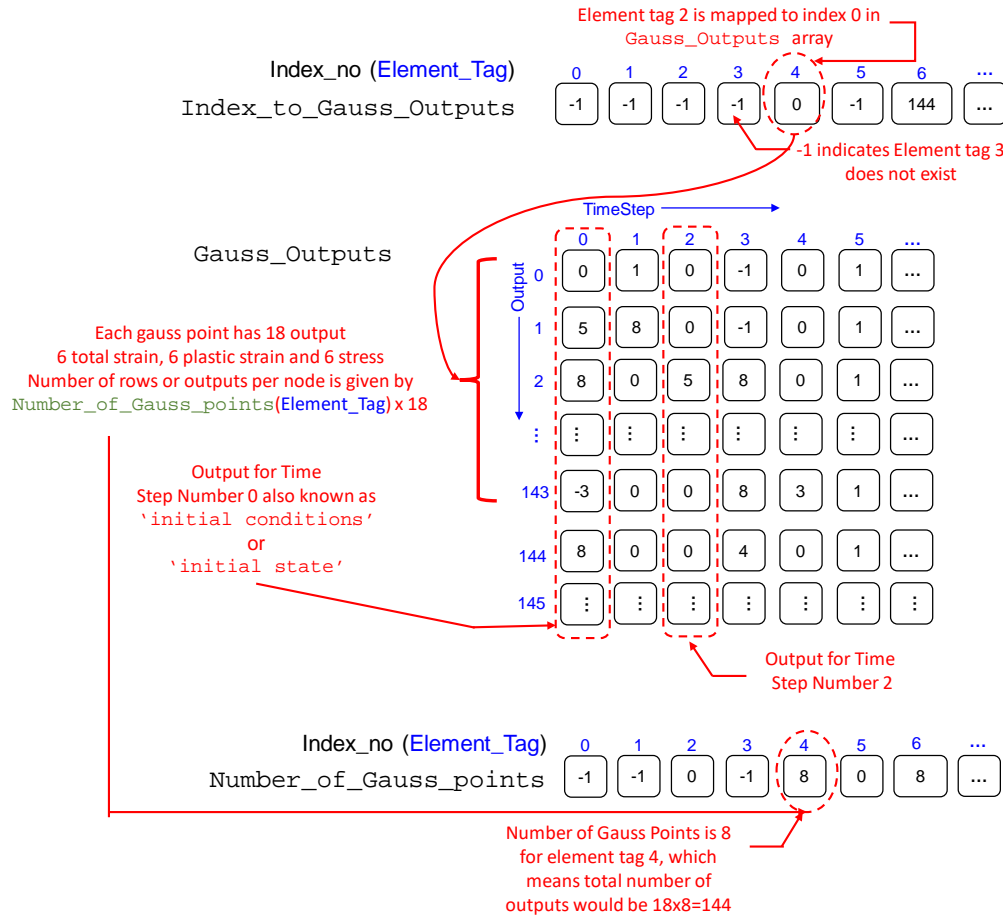 Element tag 2 is mapped to index 0 in
Gauss_Outputs array
Index_no (Element_Tag)
0 1 2 3 4 5 6 ...
Index_to_Gauss_Outputs
-1 -1 -1 -1 0 -1 144 ...
-1 indicates Element tag 3
does not exist
TimeStep
Gauss_Outputs
0 1 2 3 4 5 ...
Output
0 0 1 0 -1 0 1 ...
1 5 8 0 -1 0 1 ...
2 8 0 5 8 0 1 ...
⋮ ⋮ ⋮ ⋮ ⋮ ⋮ ⋮ ...
143 -3 0 0 8 3 1 ...
144 8 0 0 4 0 1 ...
145 ⋮ ⋮ ⋮ ⋮ ⋮ ⋮ ⋮
Each gauss point has 18 output
6 total strain, 6 plastic strain and 6 stress
Number of rows or outputs per node is given by
Number_of_Gauss_points(Element_Tag) x 18
Output for Time
Step Number 0 also known as
‘initial conditions’
or
‘initial state’
Output for Time
Step Number 2
Index_no (Element_Tag)
0 1 2 3 4 5 6 ...
Number_of_Gauss_points
-1 -1 0 -1 8 0 8 ...
Number of Gauss Points is 8
for element tag 4, which
means total number of
outputs would be 18x8=144